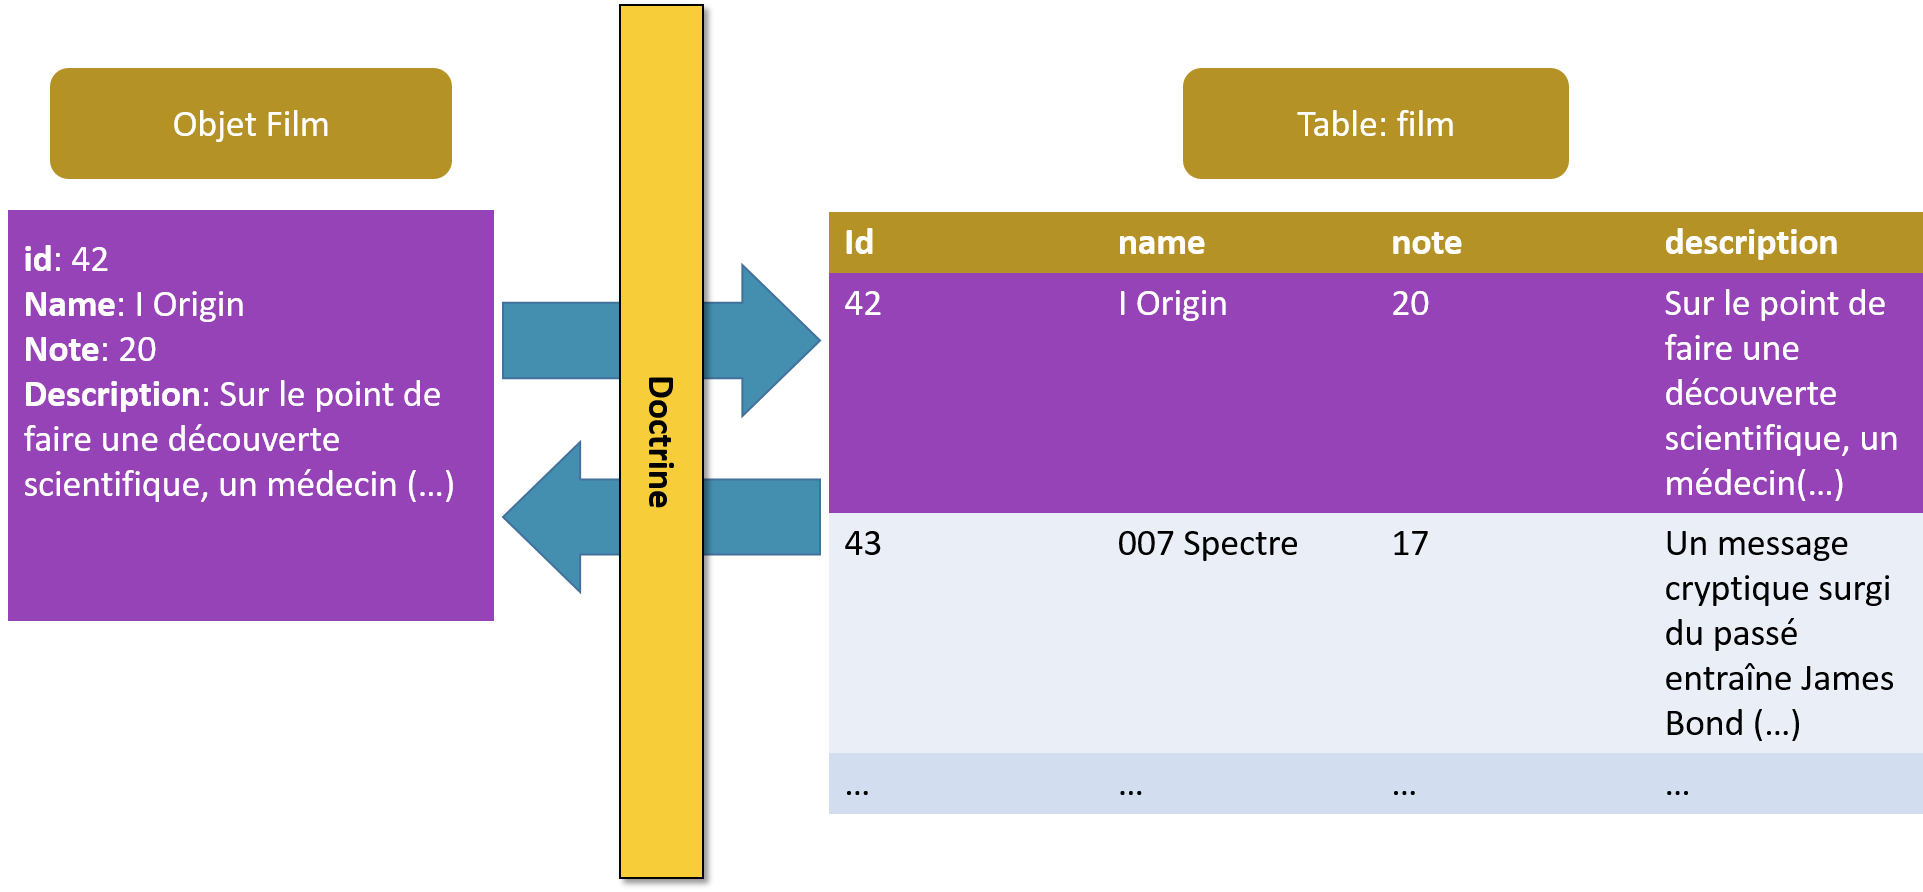 Objet Film
id: 42
Name: I Origin
Note: 20
Description: Sur le point de
faire une découverte
scientifique, un médecin (...)
Doctrine
Table: film
Id name note description
42 I Origin 20 Sur le point de
faire une
découverte
scientifique, un
médecin(...)
43 007 Spectre 17 Un message
cryptique surgi
du passé
entraîne James
Bond (...)
... ... ... ...